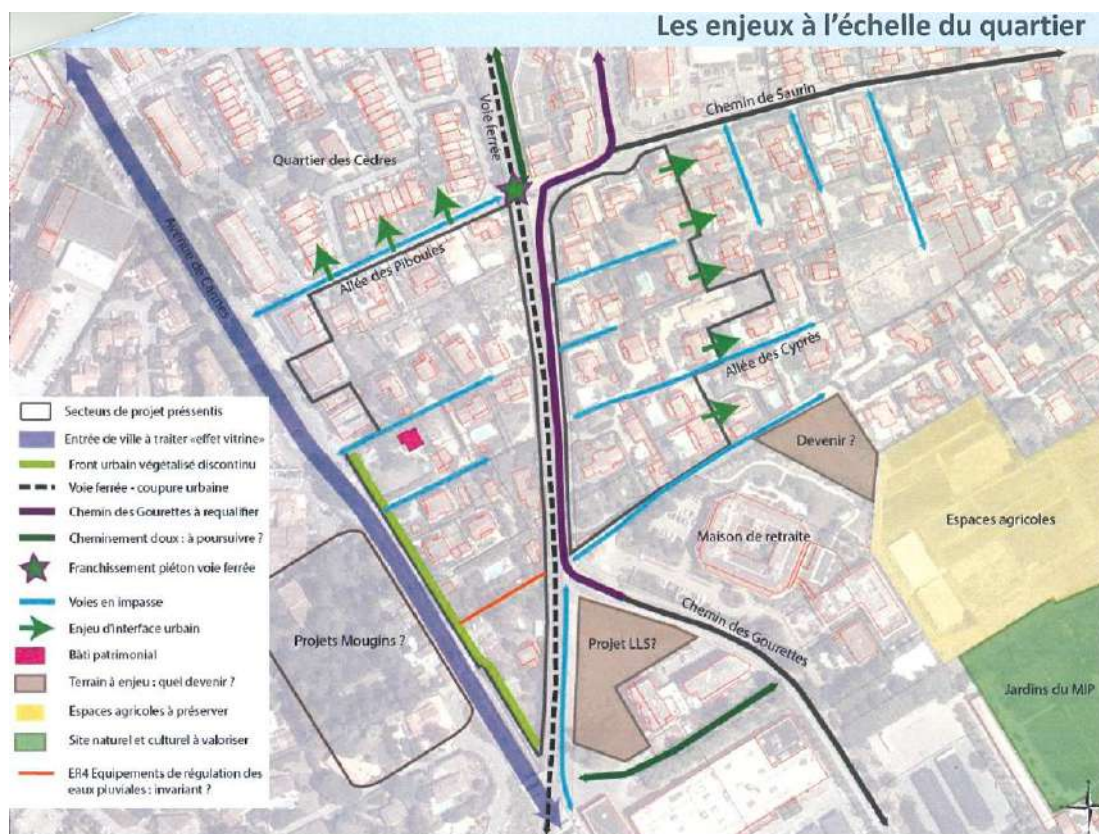 Les enjeux à l'échelle du quartier
Chemin de Saurin
Voie ferrée
Quartier des Cèdres
Avenue de Cannes
Allée des Piboules
Allée des Cyprès
Devenir ?
Espaces agricoles
Maison de retraite
Chemin des Gourettes
Projet LLS?
Projets Mougins ?
Jardins du MIP
Secteurs de projet préssentis
Entrée de ville à traiter «effet vitrine»
Front urbain végétalisé discontinu
Voie ferrée - coupure urbaine
Chemin des Gourettes à requalifier
Cheminement doux : à poursuivre ?
Franchissement piéton voie ferrée
Voies en impasse
Enjeu d'interface urbain
Bâti patrimonial
Terrain à enjeu : quel devenir ?
Espaces agricoles à préserver
Site naturel et culturel à valoriser
ER4 Equipements de régulation des
eaux pluviales : invariant ?